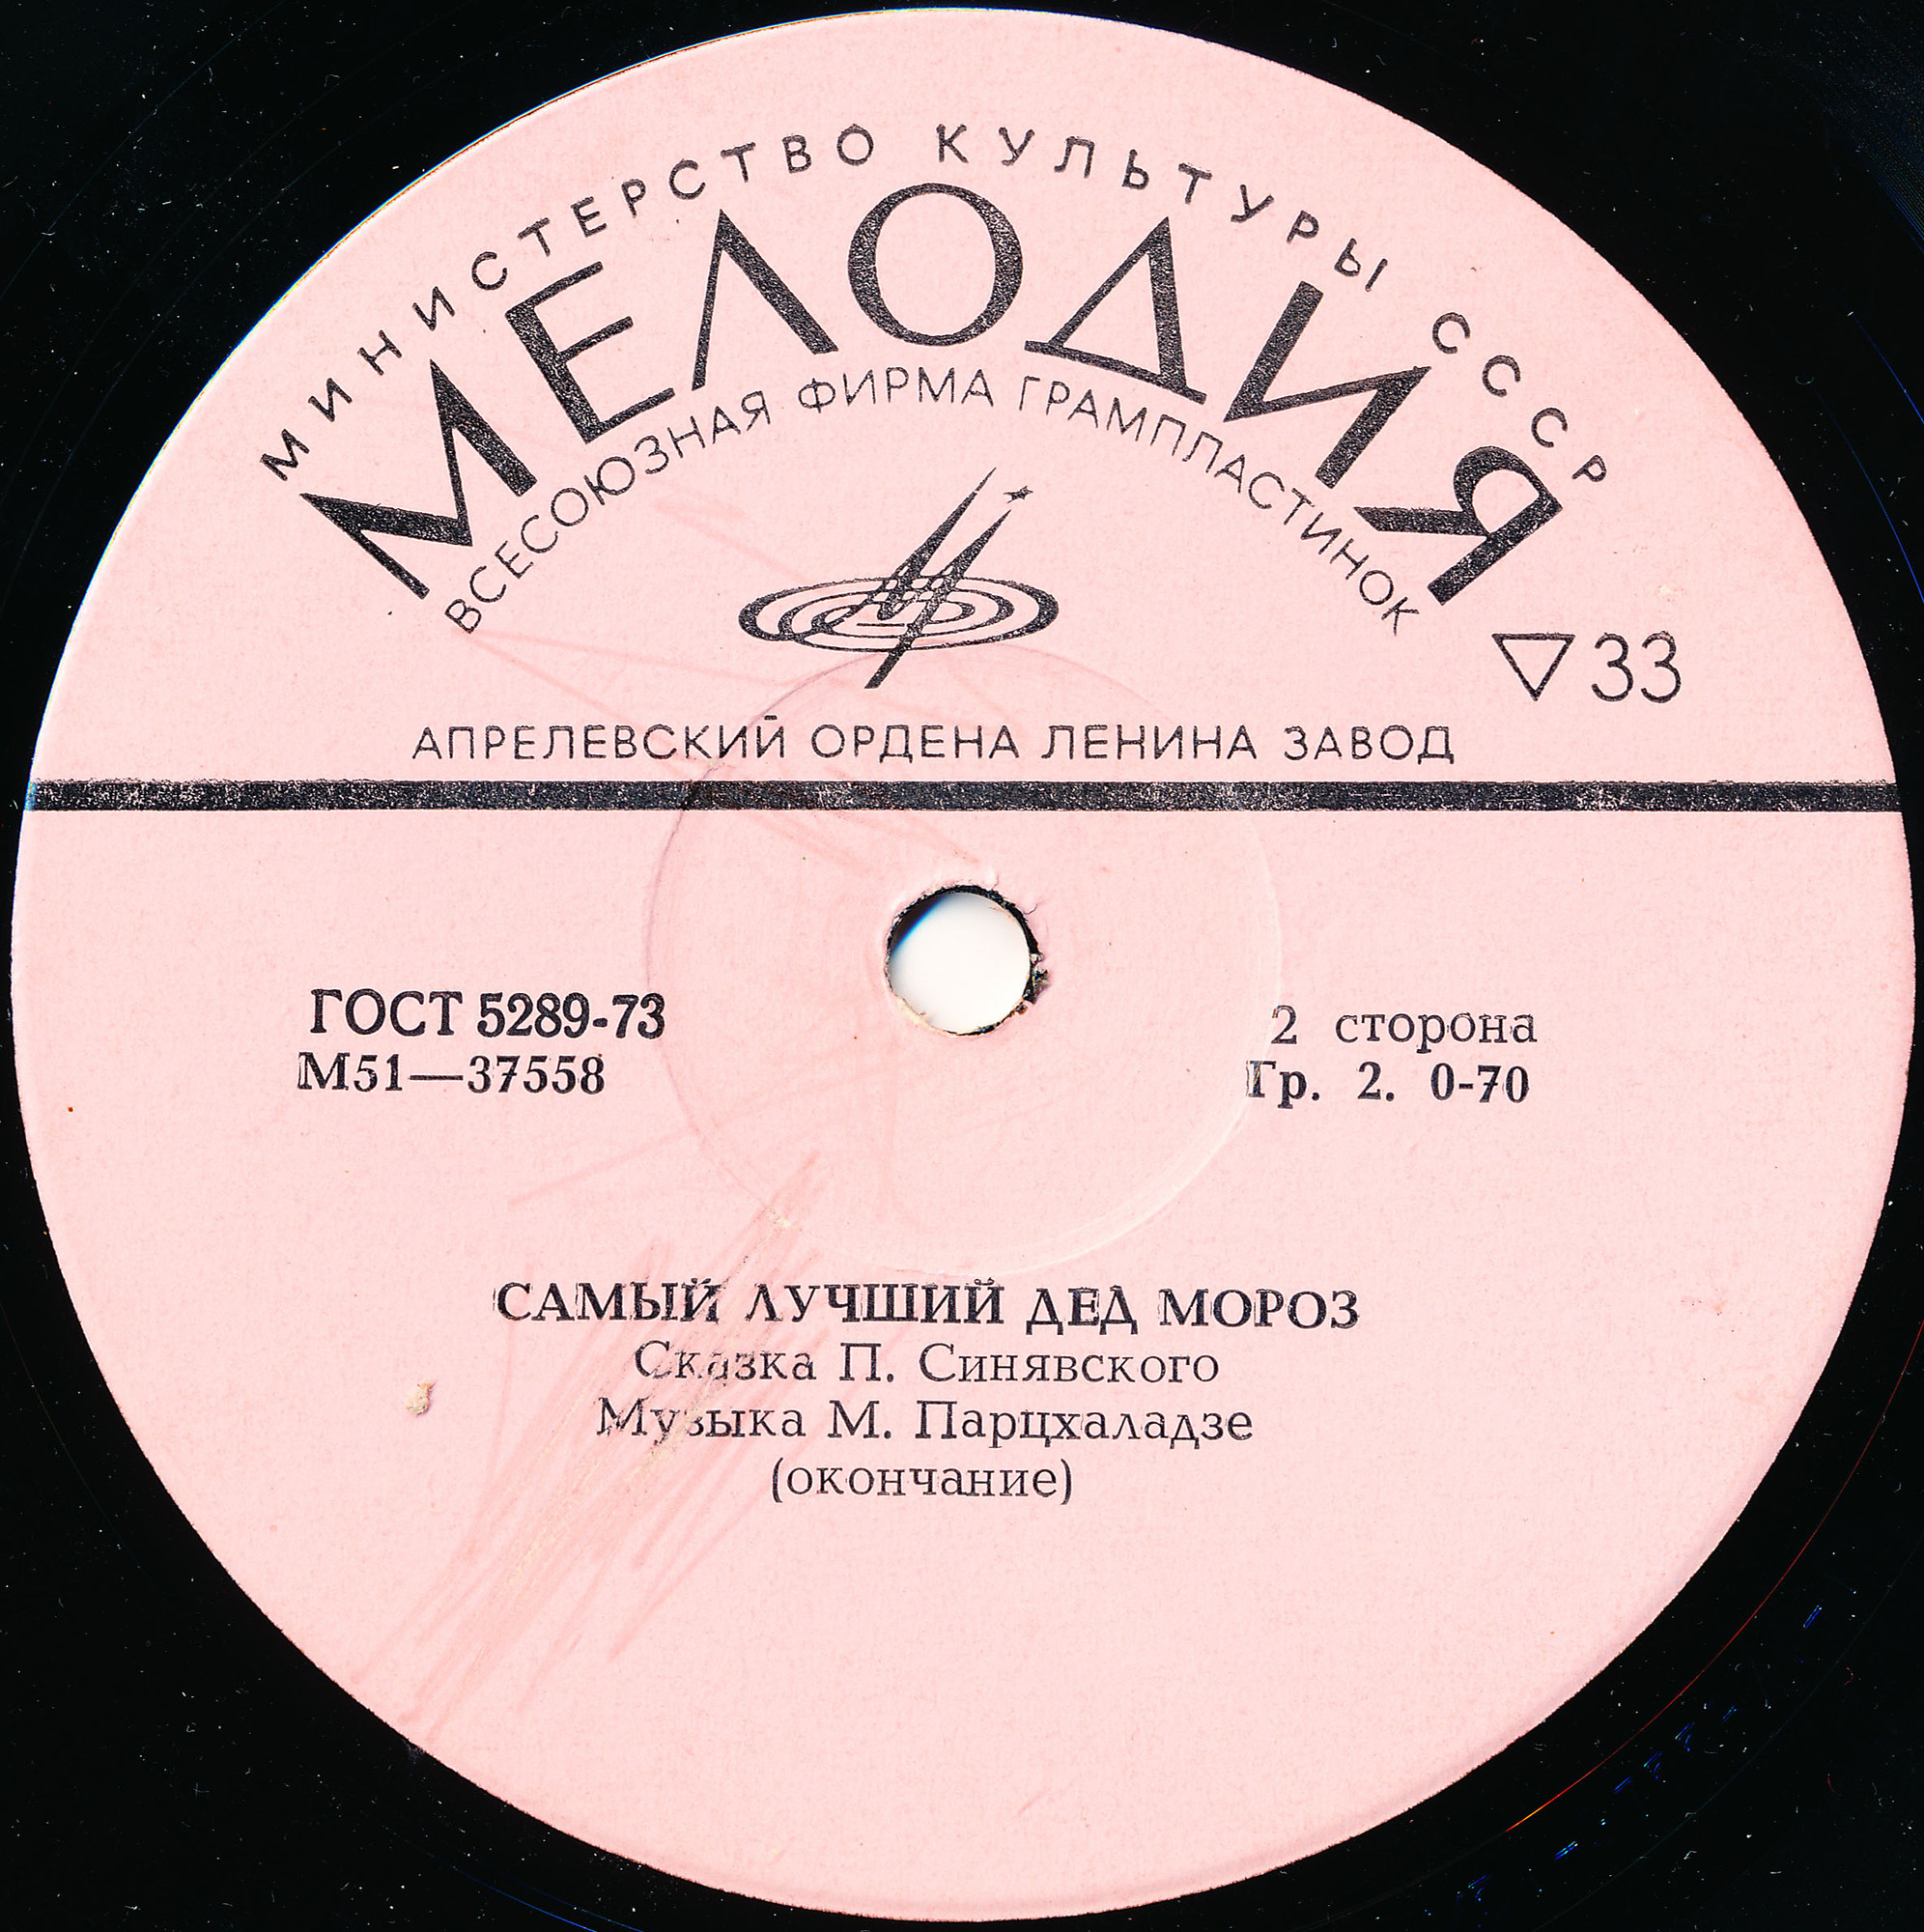 МИНИСТЕРСТВО КУЛЬТУРЫ СССР
МЕЛОДИЯ
ВСЕСОЮЗНАЯ ФИРМА ГРАМПЛАСТИНОК
▽ 33
АПРЕЛЕВСКИЙ ОРДЕНА ЛЕНИНА ЗАВОД
ГОСТ 5289-73
М51—37558
2 сторона
Гр. 2. 0-70
САМЫЙ ЛУЧШИЙ ДЕД МОРОЗ
Сказка П. Синявского
Музыка М. Парцхаладзе
(окончание)